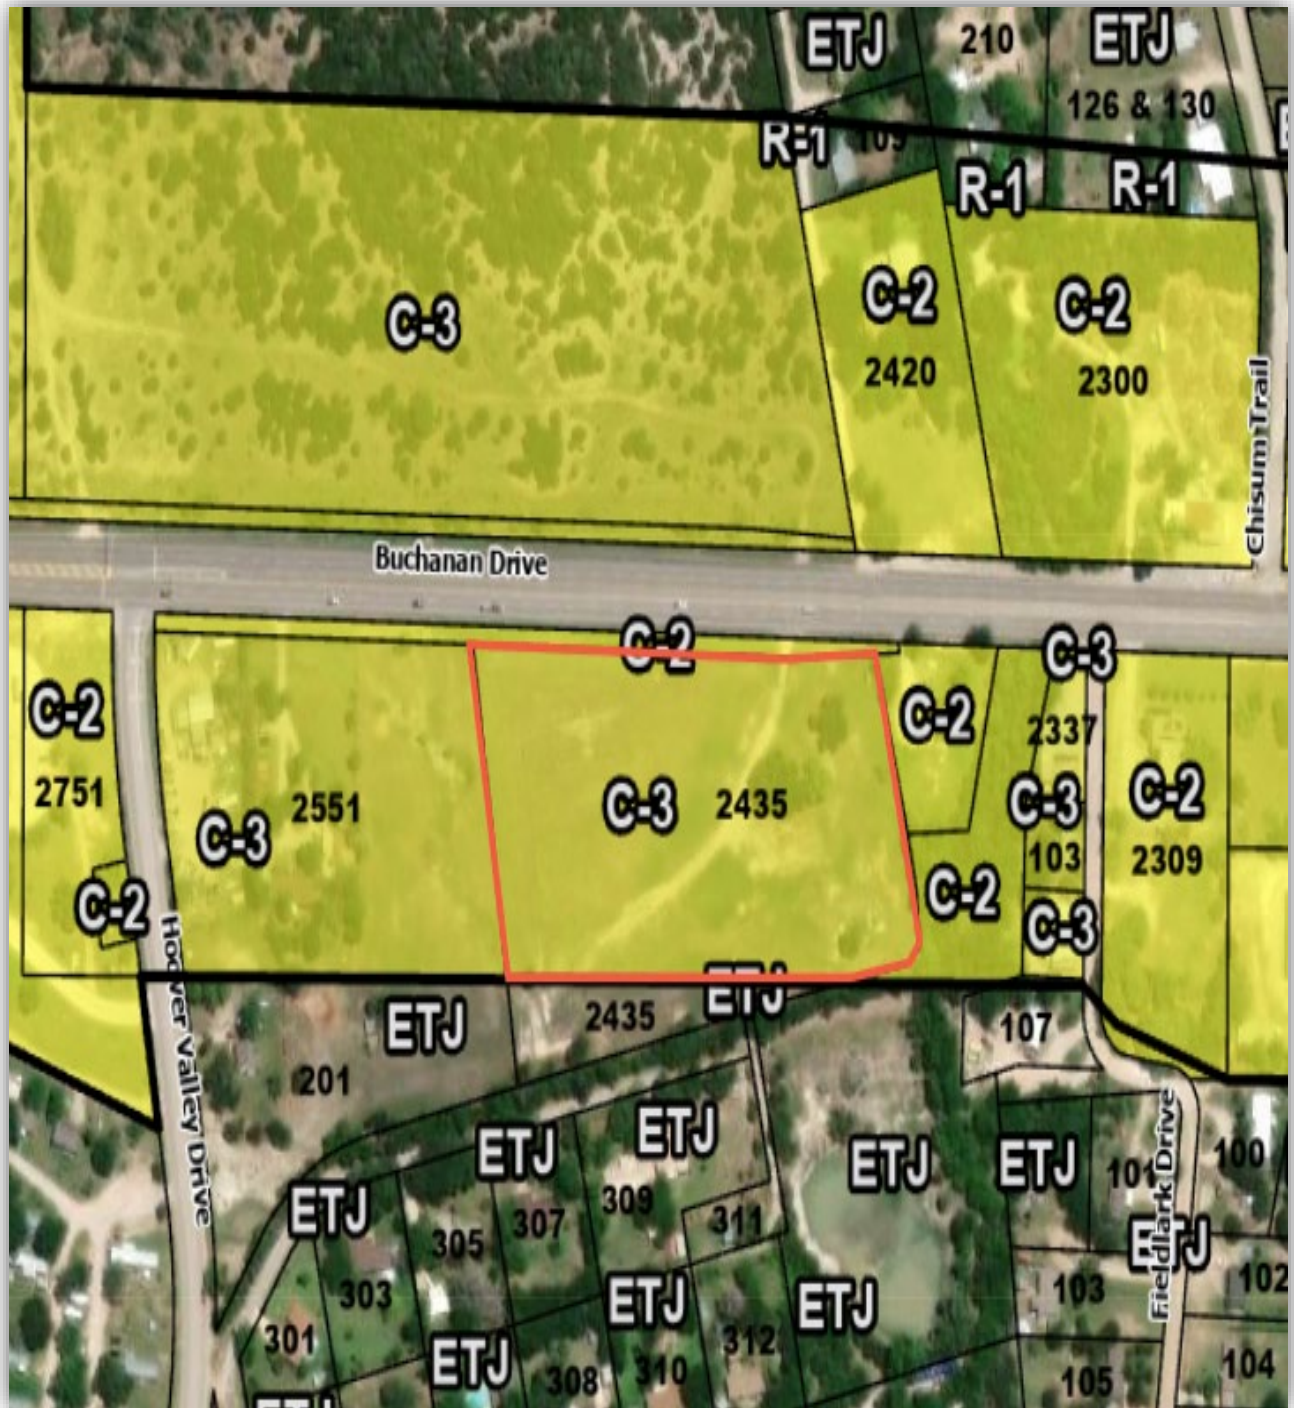 ETJ
210
ETJ
126 & 130
R-1
109
R-1
R-1
C-3
C-2
2420
C-2
2300
Chisum Trail
Buchanan Drive
C-2
C-3
C-2
2751
C-2
C-3
2551
C-3
2435
C-2
2337
C-3
103
C-2
2309
C-2
C-3
Hoover Valley Drive
ETJ
201
2435
ETJ
107
ETJ
303
301
ETJ
305
307
ETJ
309
311
ETJ
ETJ
101
100
ETJ
Fieldlark Drive
103
102
ETJ
312
ETJ
ETJ
308
310
105
104
ETJ